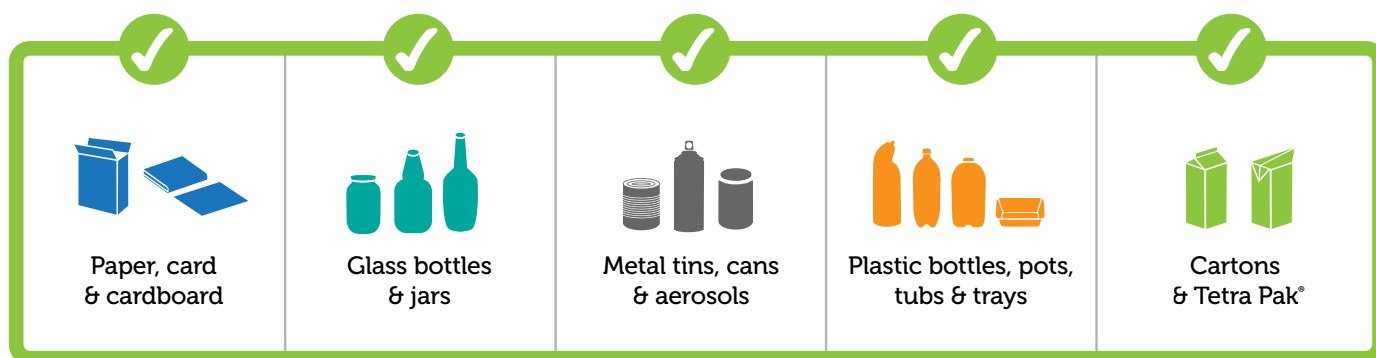 Paper, card
& cardboard
Glass bottles
& jars
Metal tins, cans
& aerosols
Plastic bottles, pots,
tubs & trays
Cartons
& Tetra Pak®